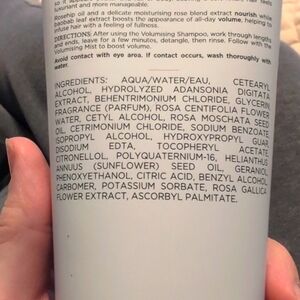 luxuriant and more manageable.
Rosehip oil and a delicate moisturising rose blend extract nourish while
baobab leaf extract boosts the appearance of all-day volume, helping to
infuse hair with a feeling of fullness.
DIRECTIONS: After using the Volumising Shampoo, work through lengths
and ends, leave for a few minutes, detangle, then rinse. Follow with the
Volumising Mist to boost volume.
Avoid contact with eye area. If contact occurs, wash thoroughly with
water.
INGREDIENTS: AQUA/WATER/EAU, CETEARYL
ALCOHOL, HYDROLYZED ADANSONIA DIGITATA
EXTRACT, BEHENTRIMONIUM CHLORIDE, GLYCERIN,
FRAGRANCE (PARFUM), ROSA CENTIFOLIA FLOWER
WATER, CETYL ALCOHOL, ROSA MOSCHATA SEED
OIL, CETRIMONIUM CHLORIDE, SODIUM BENZOATE,
ISOPROPYL ALCOHOL, HYDROXYPROPYL GUAR,
DISODIUM EDTA, TOCOPHERYL ACETATE,
CITRONELLOL, POLYQUATERNIUM-16, HELIANTHUS
ANNUUS (SUNFLOWER) SEED OIL, GERANIOL,
PHENOXYETHANOL, CITRIC ACID, BENZYL ALCOHOL,
CARBOMER, POTASSIUM SORBATE, ROSA GALLICA
FLOWER EXTRACT, ASCORBYL PALMITATE.